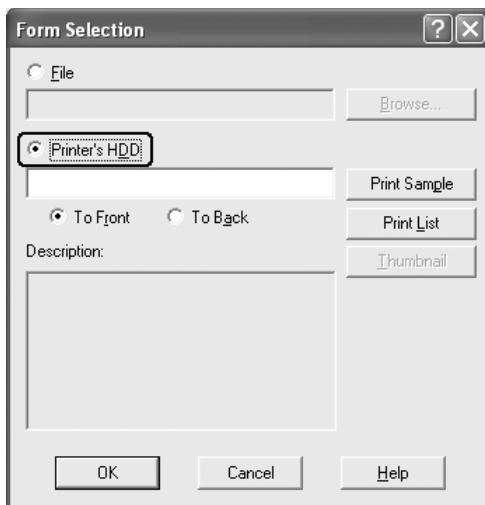 Form Selection
File
Browse...
Printer's HDD
Print Sample
To Front To Back
Print List
Description:
Thumbnail
OK Cancel Help